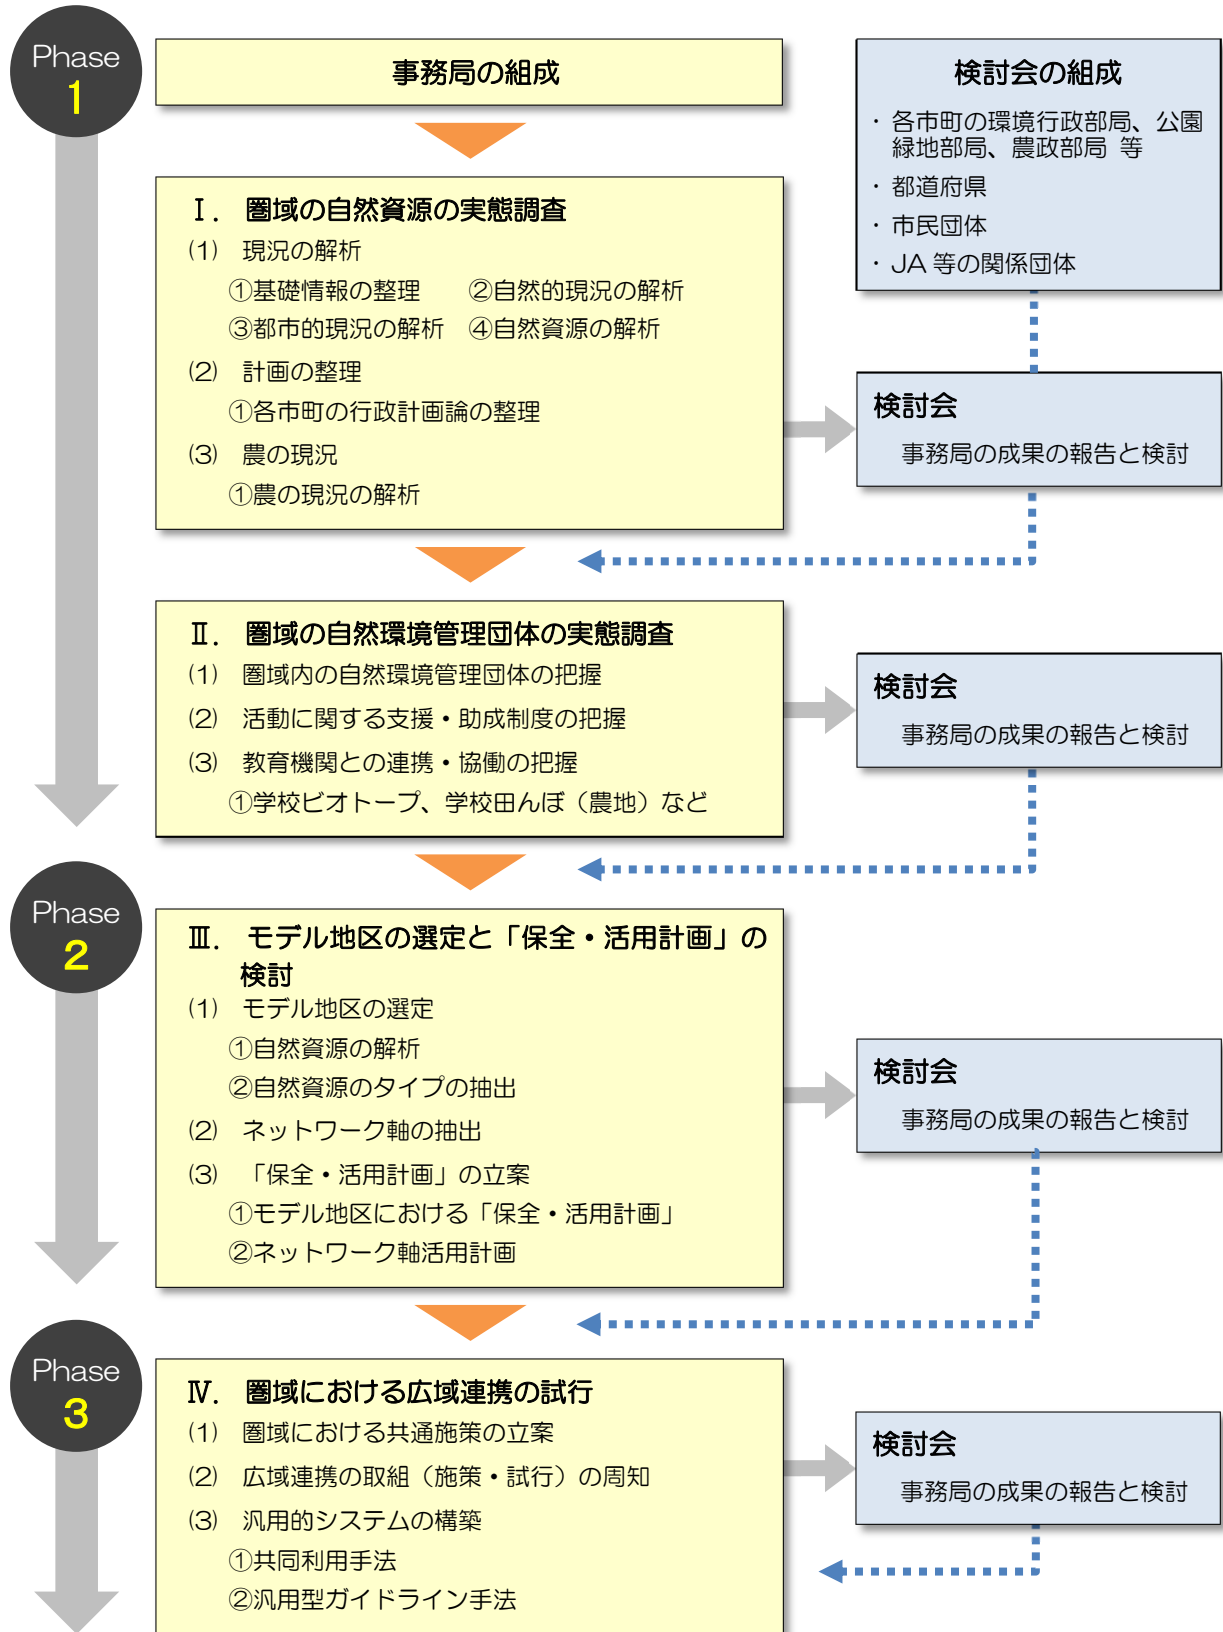 Phase
1
事務局の組成
検討会の組成
・ 各市町の環境行政部局、公園
緑地部局、農政部局 等
・ 都道府県
・ 市民団体
・ JA 等の関係団体
Ⅰ． 圏域の自然資源の実態調査
(1) 現況の解析
①基礎情報の整理 ②自然的現況の解析
③都市的現況の解析 ④自然資源の解析
(2) 計画の整理
①各市町の行政計画論の整理
(3) 農の現況
①農の現況の解析
検討会
事務局の成果の報告と検討
Ⅱ． 圏域の自然環境管理団体の実態調査
(1) 圏域内の自然環境管理団体の把握
(2) 活動に関する支援・助成制度の把握
(3) 教育機関との連携・協働の把握
①学校ビオトープ、学校田んぼ（農地）など
検討会
事務局の成果の報告と検討
Phase
2
Ⅲ． モデル地区の選定と「保全・活用計画」の
検討
(1) モデル地区の選定
①自然資源の解析
②自然資源のタイプの抽出
(2) ネットワーク軸の抽出
(3) 「保全・活用計画」の立案
①モデル地区における「保全・活用計画」
②ネットワーク軸活用計画
検討会
事務局の成果の報告と検討
Phase
3
Ⅳ． 圏域における広域連携の試行
(1) 圏域における共通施策の立案
(2) 広域連携の取組（施策・試行）の周知
(3) 汎用的システムの構築
①共同利用手法
②汎用型ガイドライン手法
検討会
事務局の成果の報告と検討